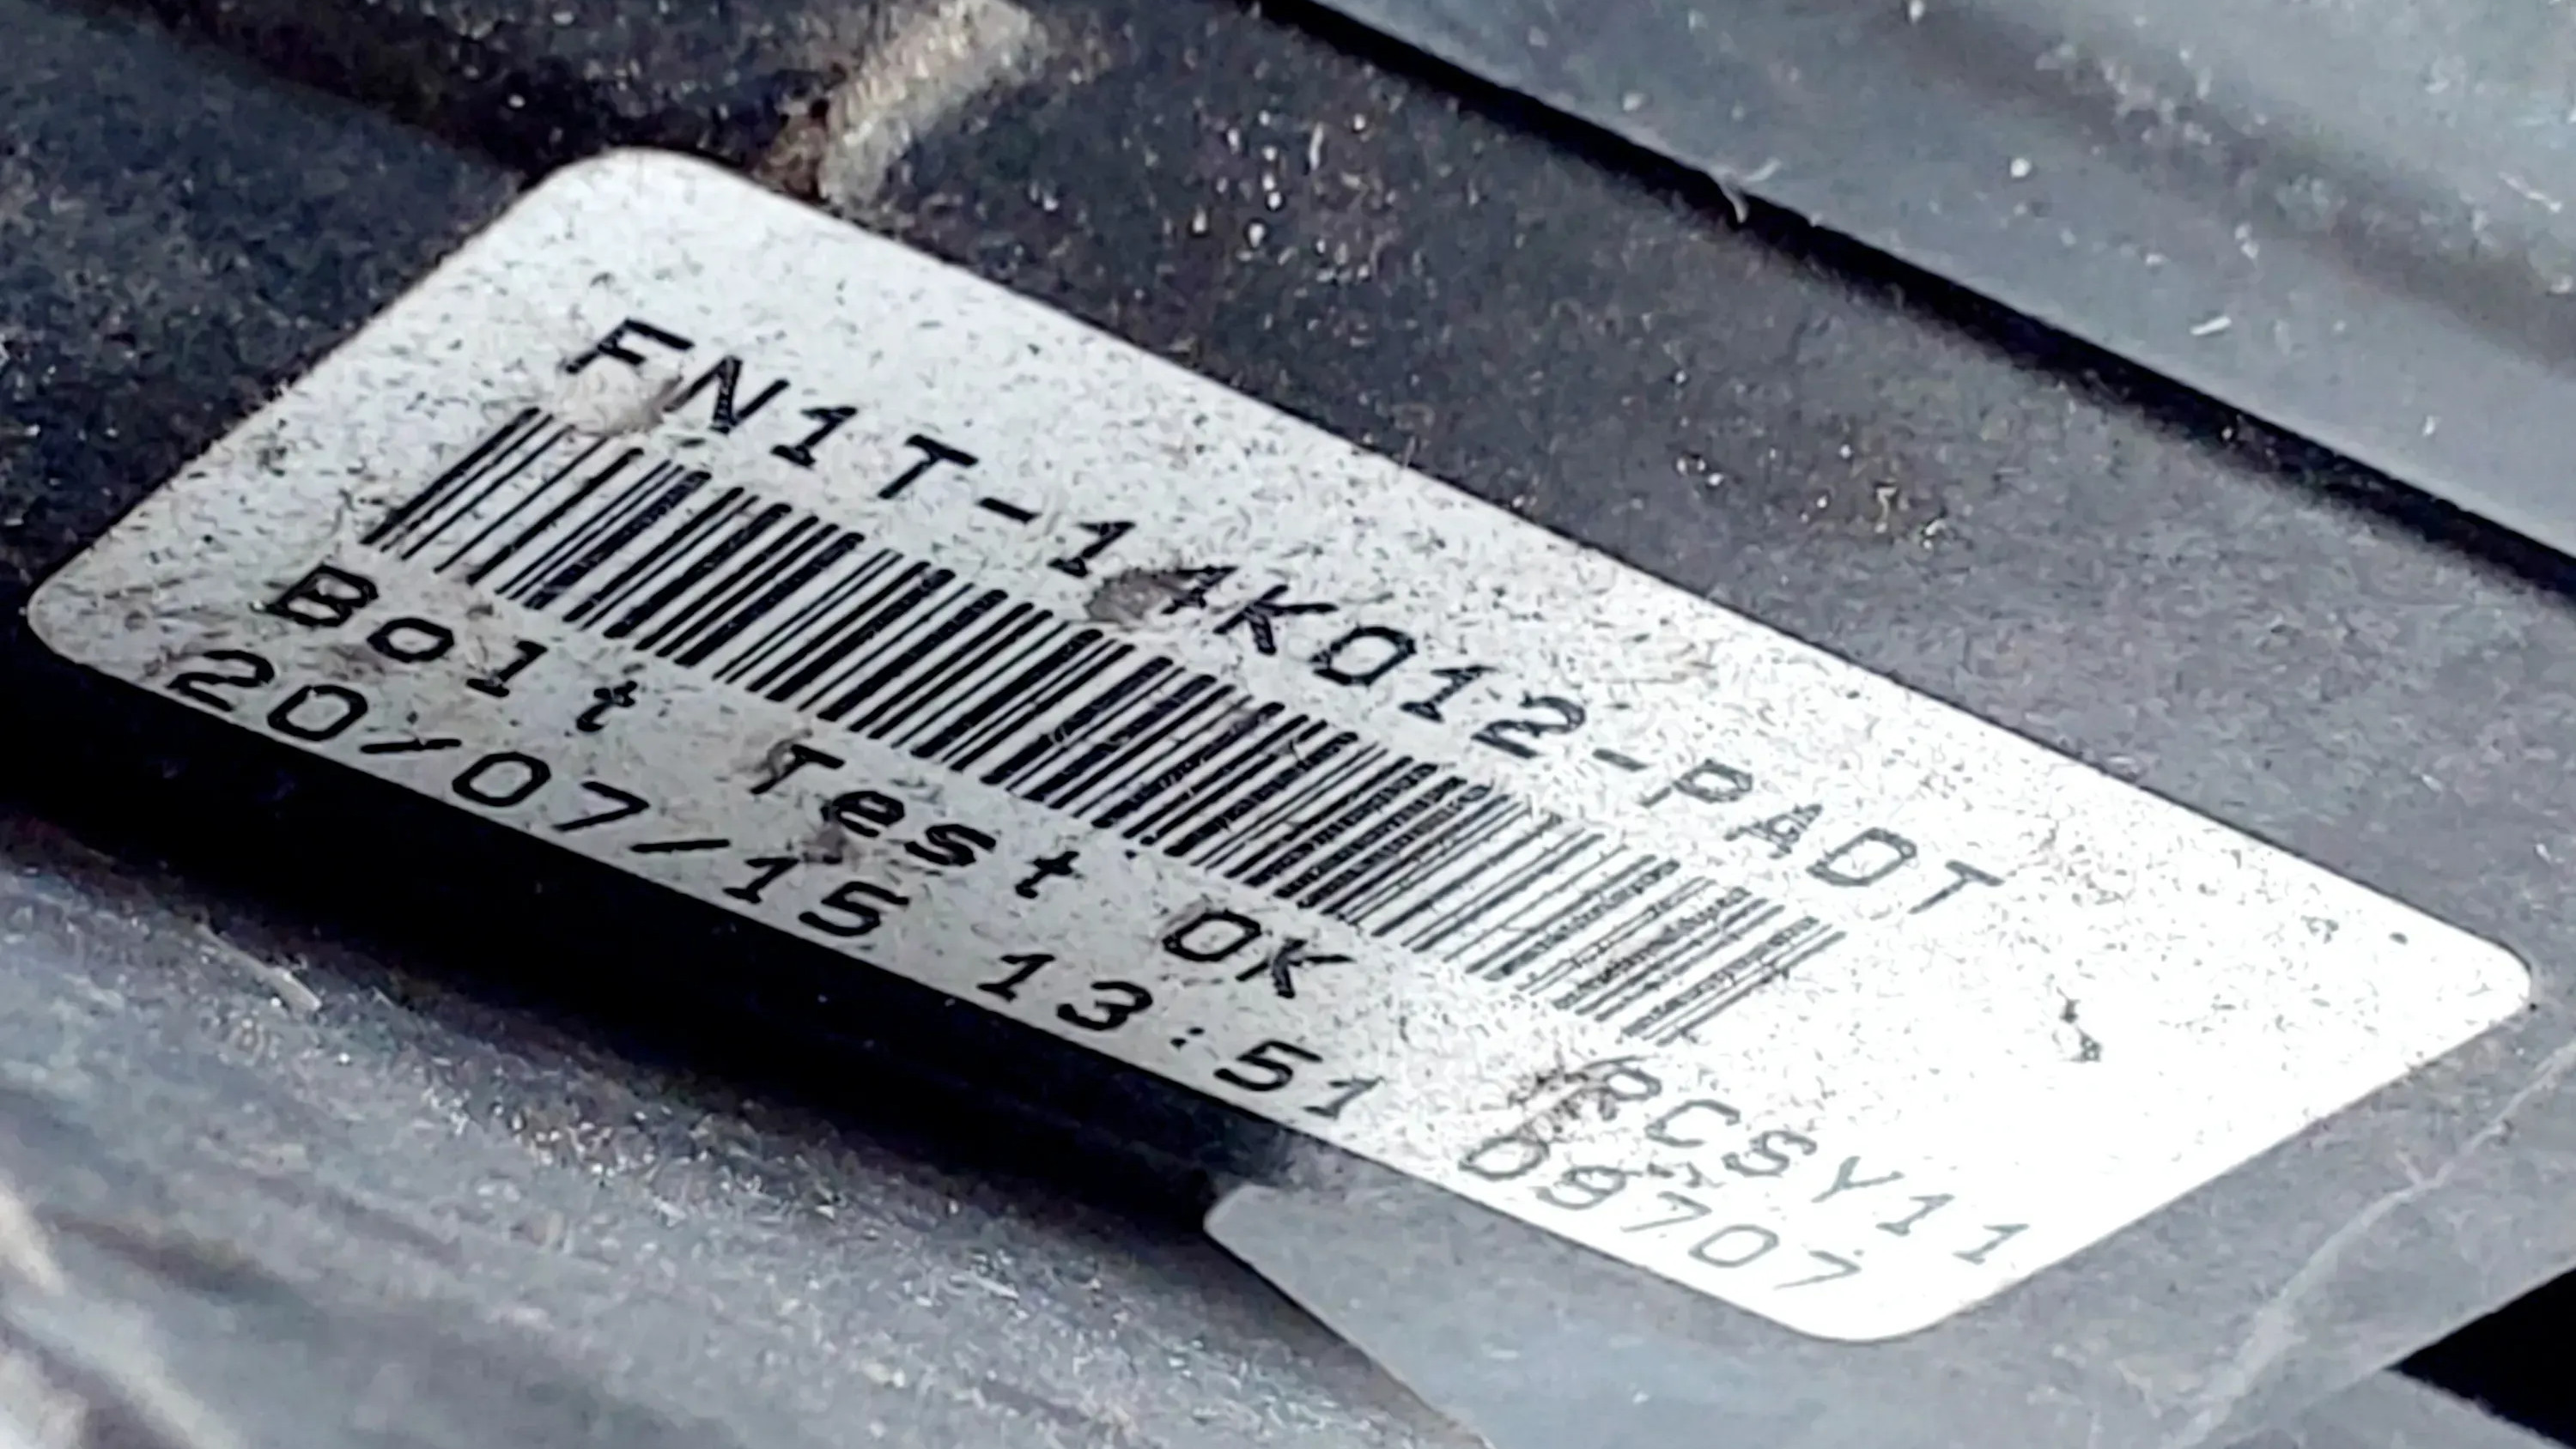 FN1T-14K012-PADT
Bolt Test OK RCSY11
20/07/15 13:51 09707